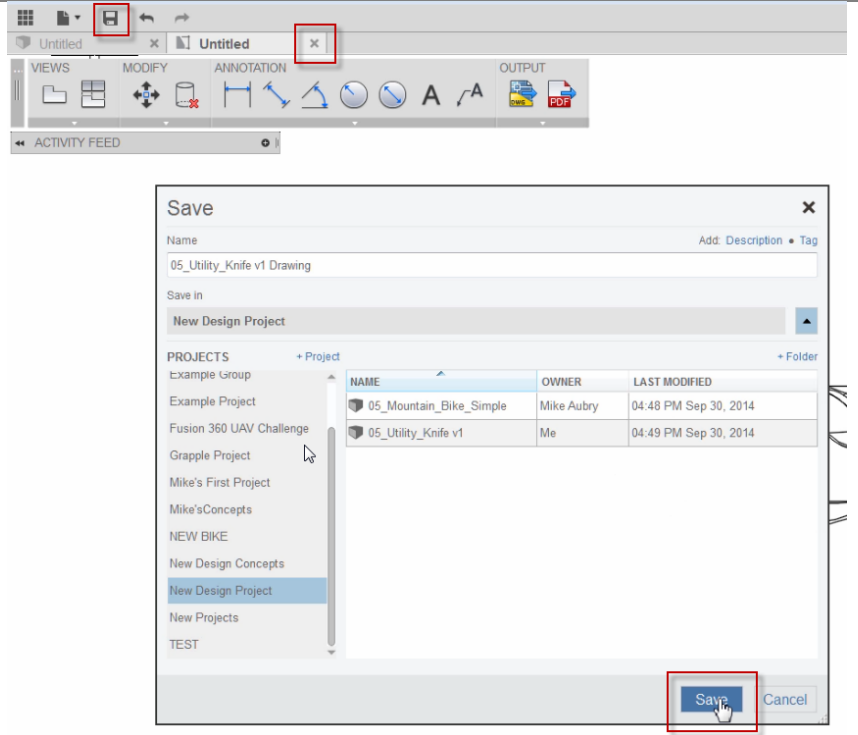 Untitled
Untitled
VIEWS MODIFY ANNOTATION OUTPUT
A A DWG PDF
ACTIVITY FEED
Save
Name Add: Description • Tag
05_Utility_Knife v1 Drawing
Save in
New Design Project
PROJECTS + Project + Folder
Example Group
NAME OWNER LAST MODIFIED
Example Project
05_Mountain_Bike_Simple Mike Aubry 04:48 PM Sep 30, 2014
Fusion 360 UAV Challenge
05_Utility_Knife v1 Me 04:49 PM Sep 30, 2014
Grapple Project
Mike's First Project
Mike'sConcepts
NEW BIKE
New Design Concepts
New Design Project
New Projects
TEST
Save Cancel